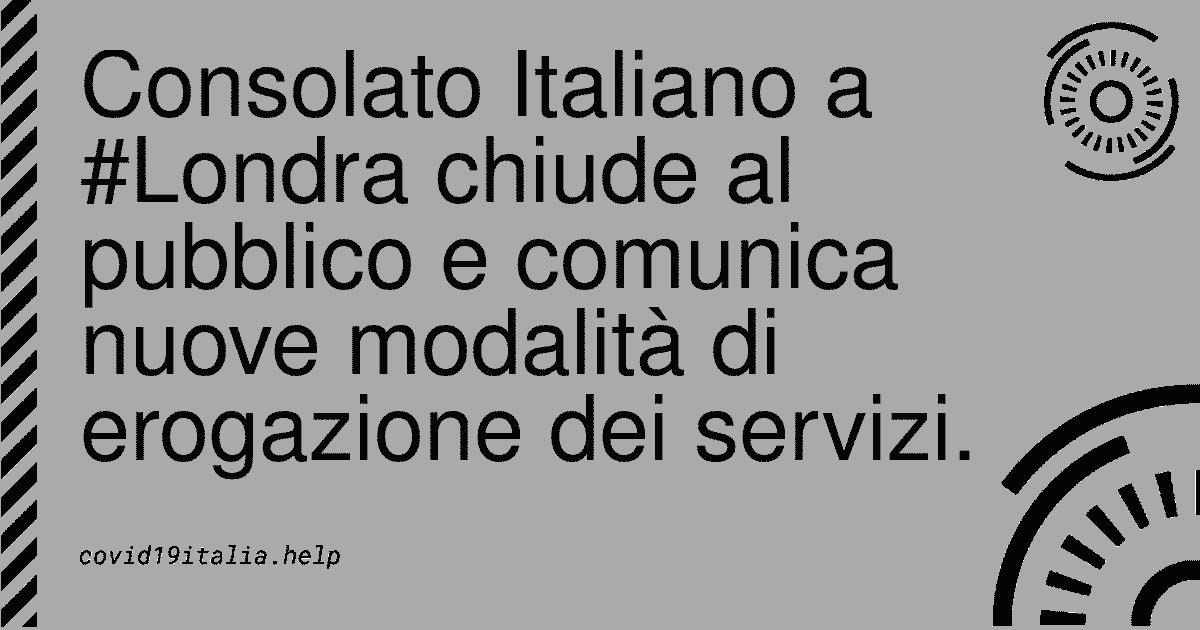 Consolato Italiano a
#Londra chiude al
pubblico e comunica
nuove modalità di
erogazione dei servizi.
covid19italia.help